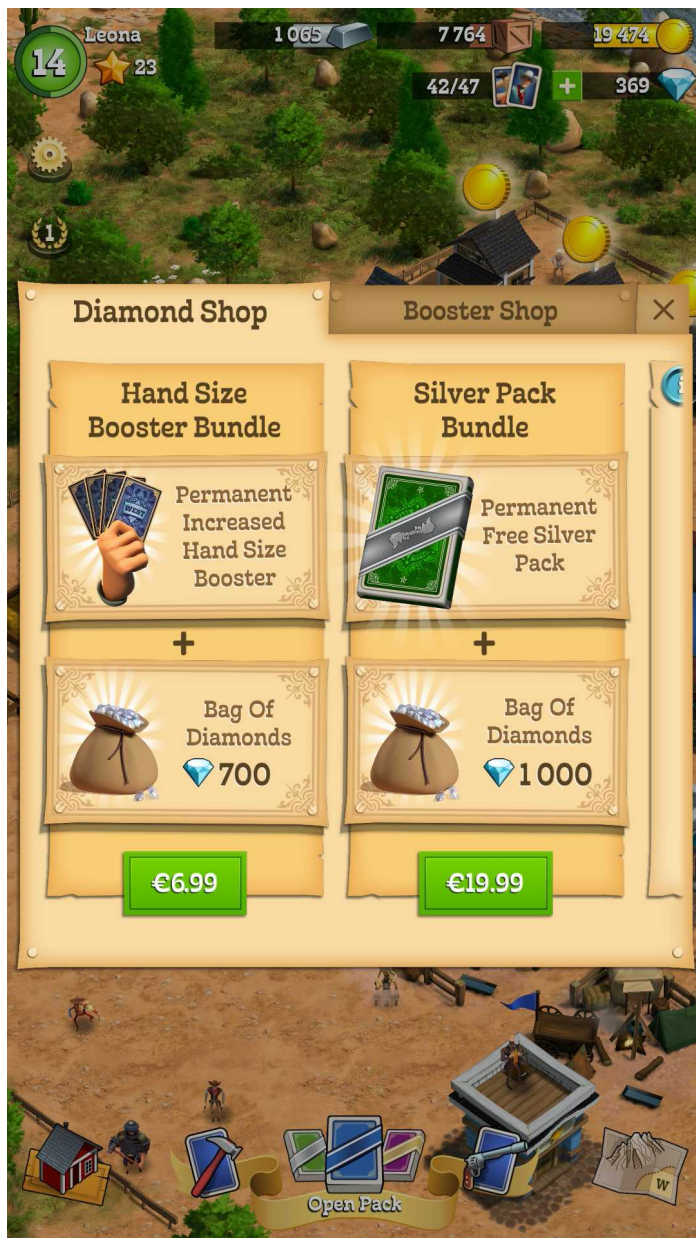 Leona
14
23
1 065
7 764
19 474
42/47
369
1
Diamond Shop
Booster Shop
Hand Size
Booster Bundle
WEST
Permanent
Increased
Hand Size
Booster
+
Bag Of
Diamonds
700
€6.99
Silver Pack
Bundle
Permanent
Free Silver
Pack
+
Bag Of
Diamonds
1 000
€19.99
Open Pack
W